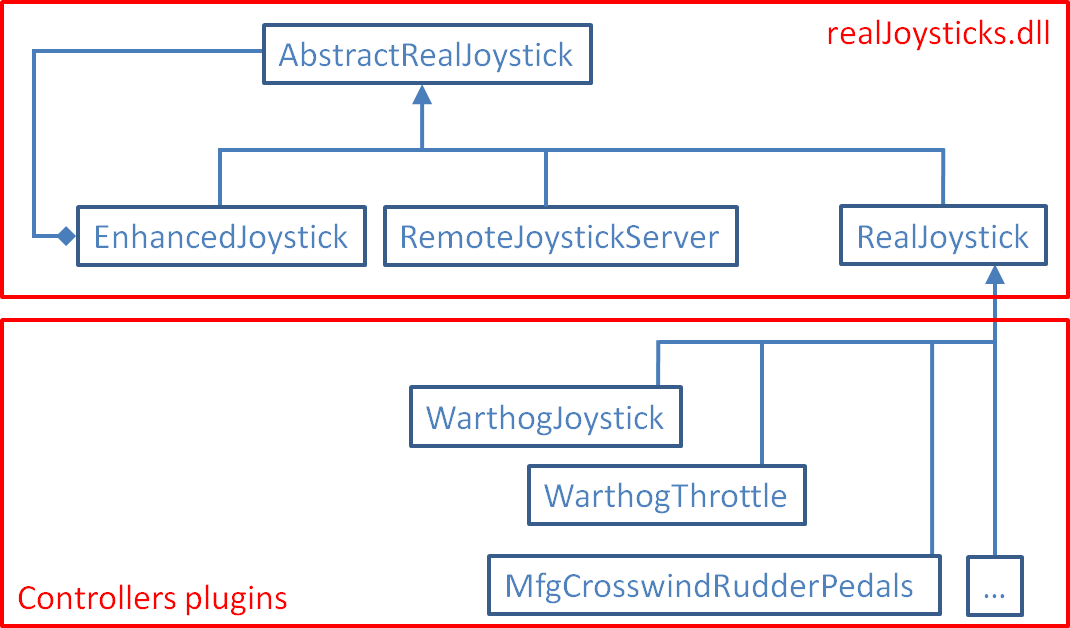 realJoysticks.dll
AbstractRealJoystick
EnhancedJoystick
RemoteJoystickServer
RealJoystick
WarthogJoystick
WarthogThrottle
MfgCrosswindRudderPedals
...
Controllers plugins